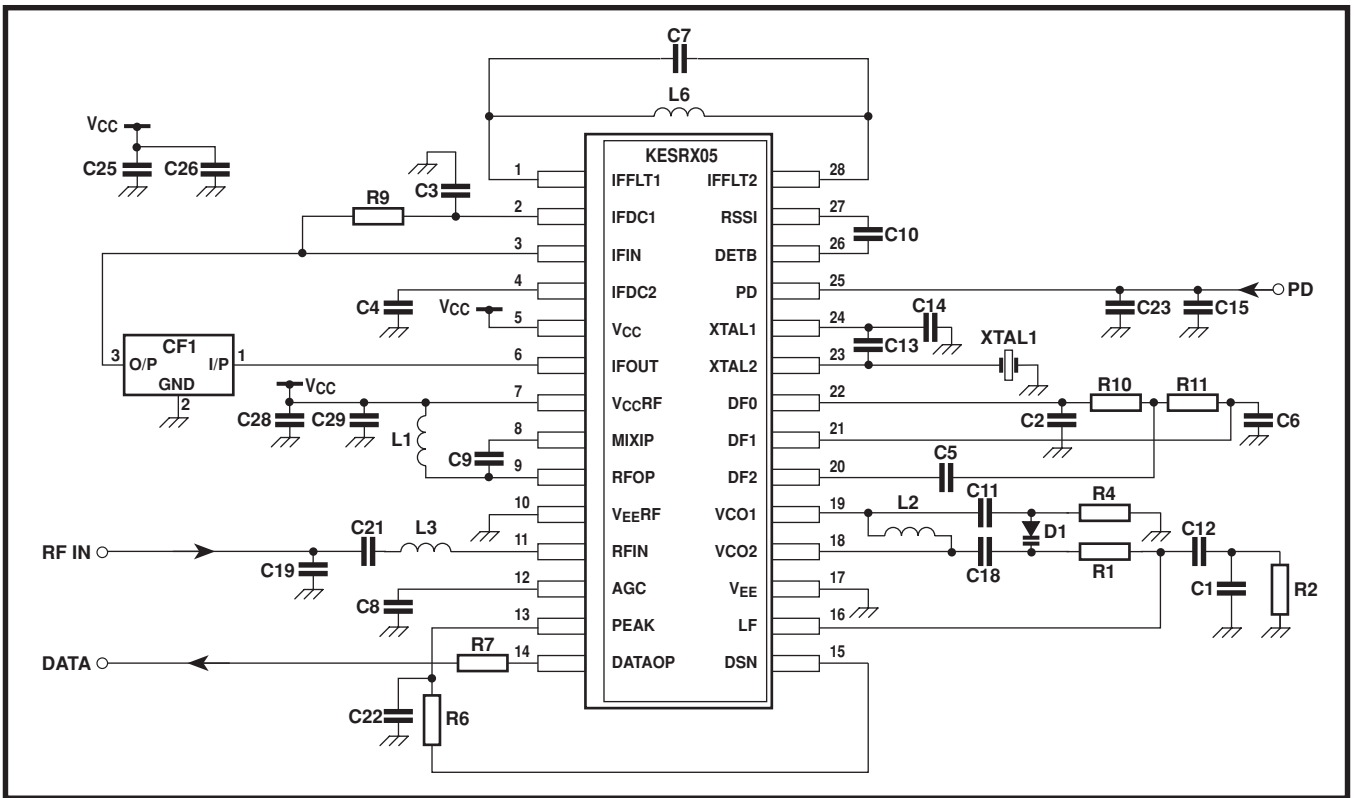 C7
L6
VCC
C25
C26
KESRX05
1
IFFLT1
IFFLT2
28
C3
R9
2
IFDC1
RSSI
27
C10
3
IFIN
DETB
26
C4
4
IFDC2
PD
25
PD
C23
C15
VCC
5
VCC
XTAL1
24
C14
C13
XTAL1
CF1
3
O/P
I/P
1
GND
2
6
IFOUT
XTAL2
23
VCC
C28
C29
7
VCCRF
DF0
22
R10
R11
C2
C6
L1
8
MIXIP
DF1
21
C9
9
RFOP
DF2
20
C5
10
VEERF
VCO1
19
L2
C11
R4
D1
RF IN
C21
L3
11
RFIN
VCO2
18
C18
R1
C12
C19
12
AGC
VEE
17
C1
R2
C8
13
PEAK
LF
16
DATA
R7
14
DATAOP
DSN
15
C22
R6